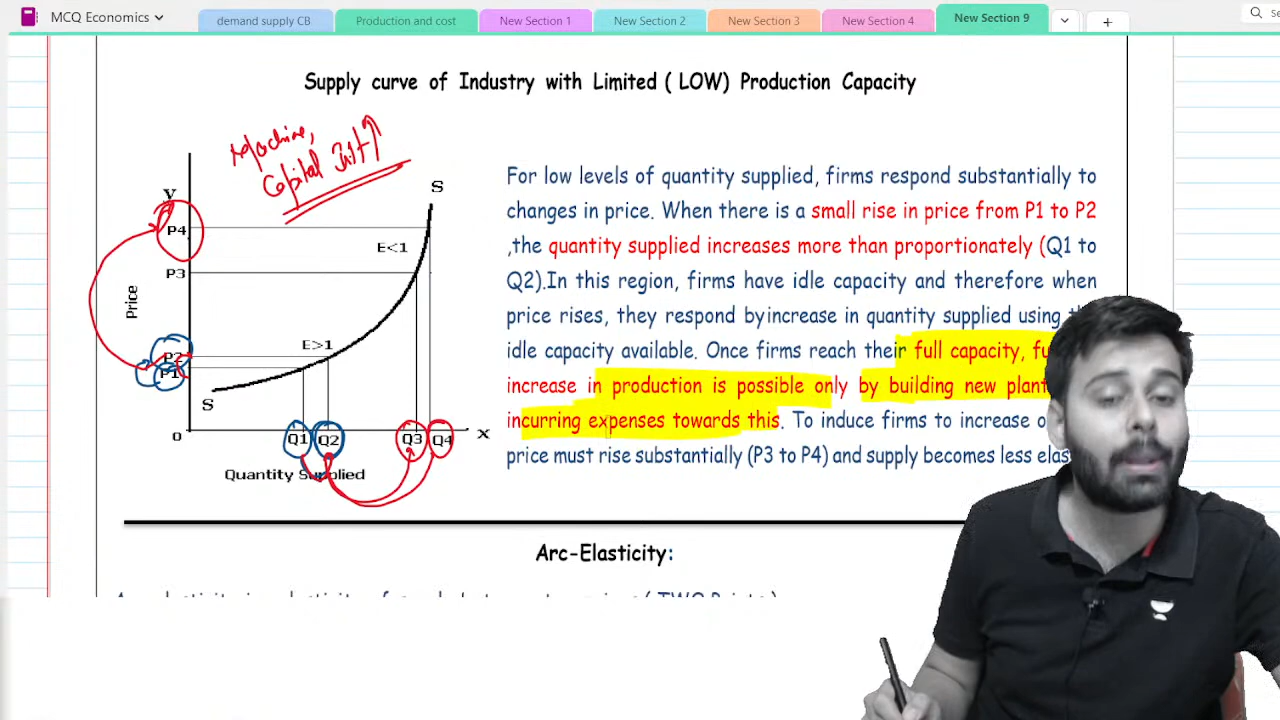 MCQ Economics
demand supply CB
Production and cost
New Section 1
New Section 2
New Section 3
New Section 4
New Section 9
Supply curve of Industry with Limited ( LOW) Production Capacity
Machine,
Capital
Y
S
P4
E<1
P3
Price
E>1
P2
P1
S
0
Q1 Q2 Q3 Q4 X
Quantity Supplied
For low levels of quantity supplied, firms respond substantially to
changes in price. When there is a small rise in price from P1 to P2
,the quantity supplied increases more than proportionately (Q1 to
Q2).In this region, firms have idle capacity and therefore when
price rises, they respond by increase in quantity supplied using
idle capacity available. Once firms reach their full capacity,
increase in production is possible only by building new plant
incurring expenses towards this. To induce firms to increase
price must rise substantially (P3 to P4) and supply becomes less
Arc-Elasticity: